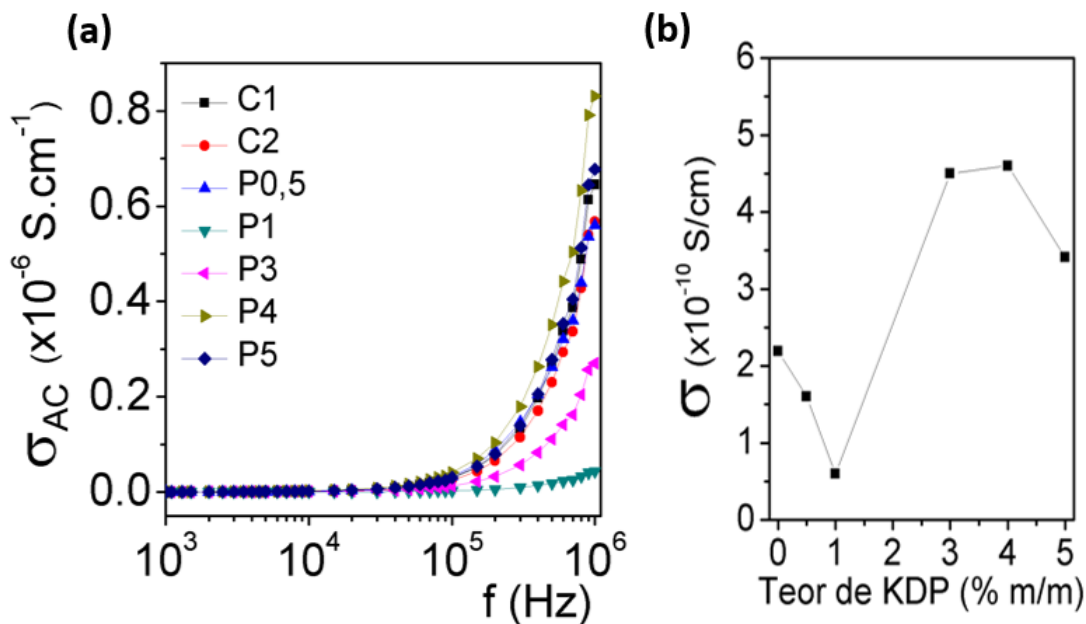 (a)
σAC (x10⁻⁶ S.cm⁻¹)
0.8
0.6
0.4
0.2
0.0
C1
C2
P0,5
P1
P3
P4
P5
10³ 10⁴ 10⁵ 10⁶
f (Hz)
(b)
σ (x10⁻¹⁰ S/cm)
6
5
4
3
2
1
0
0 1 2 3 4 5
Teor de KDP (% m/m)